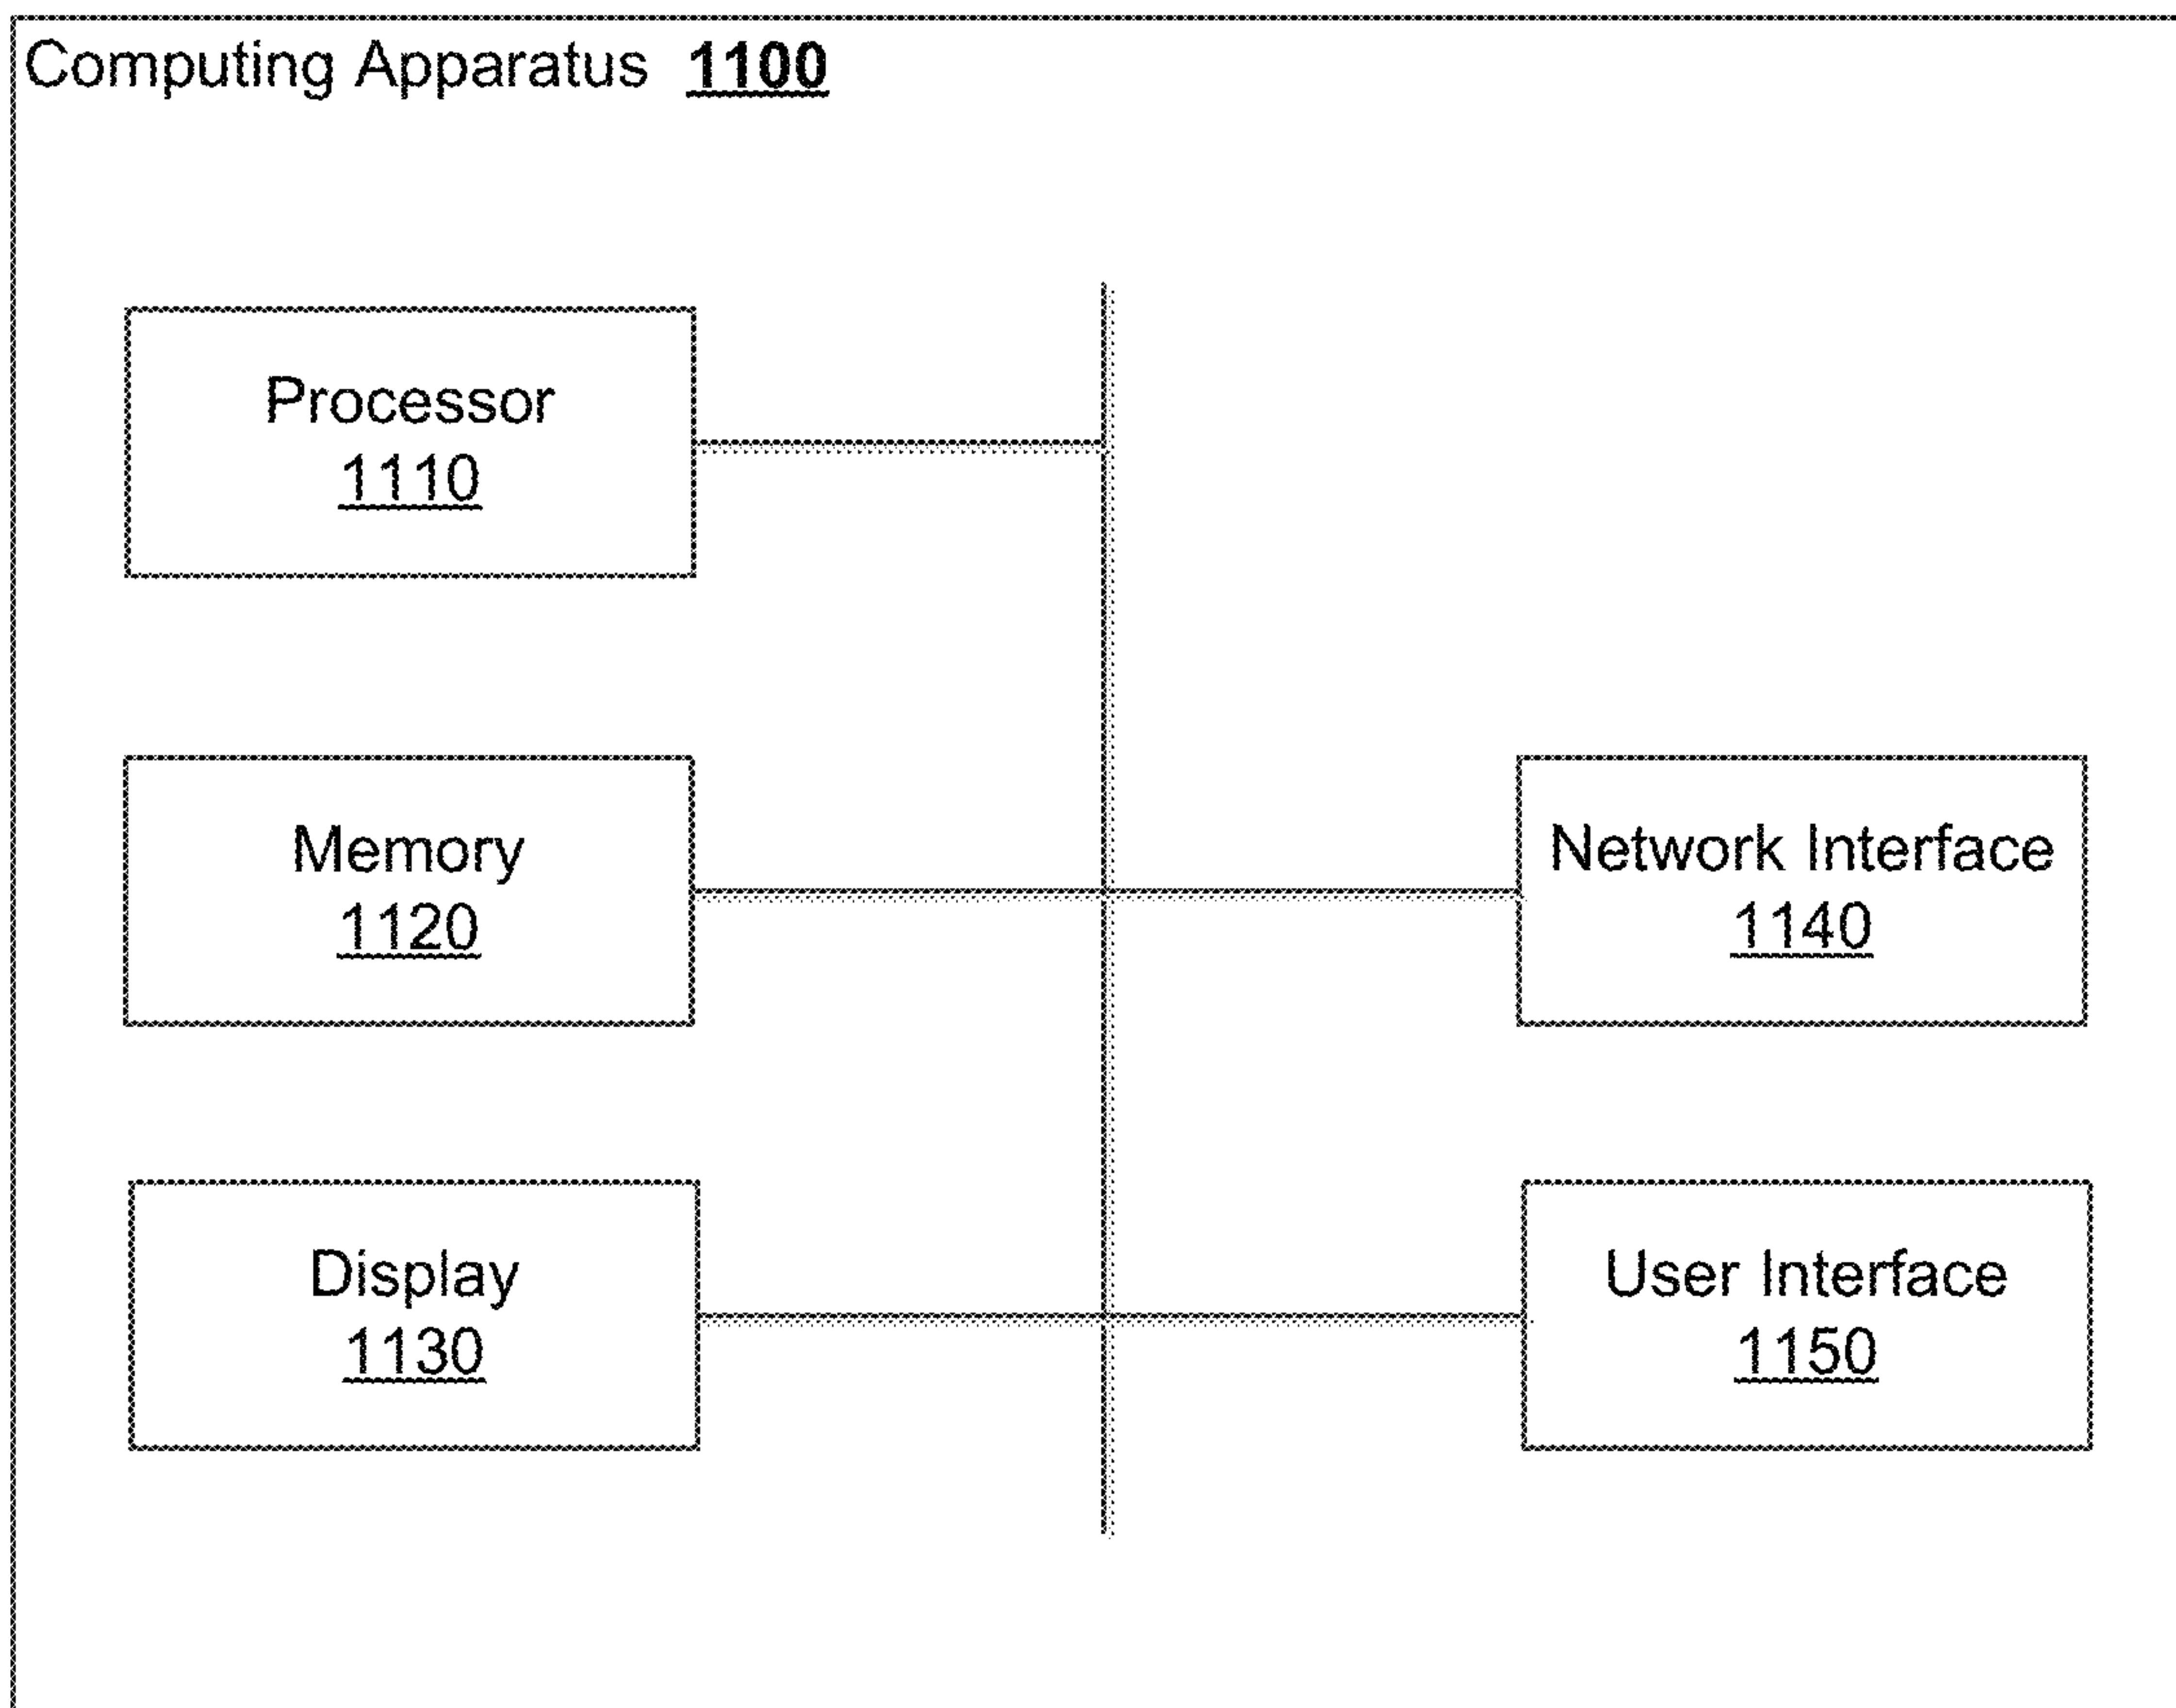 Computing Apparatus 1100
Processor
1110
Memory
1120
Network Interface
1140
Display
1130
User Interface
1150